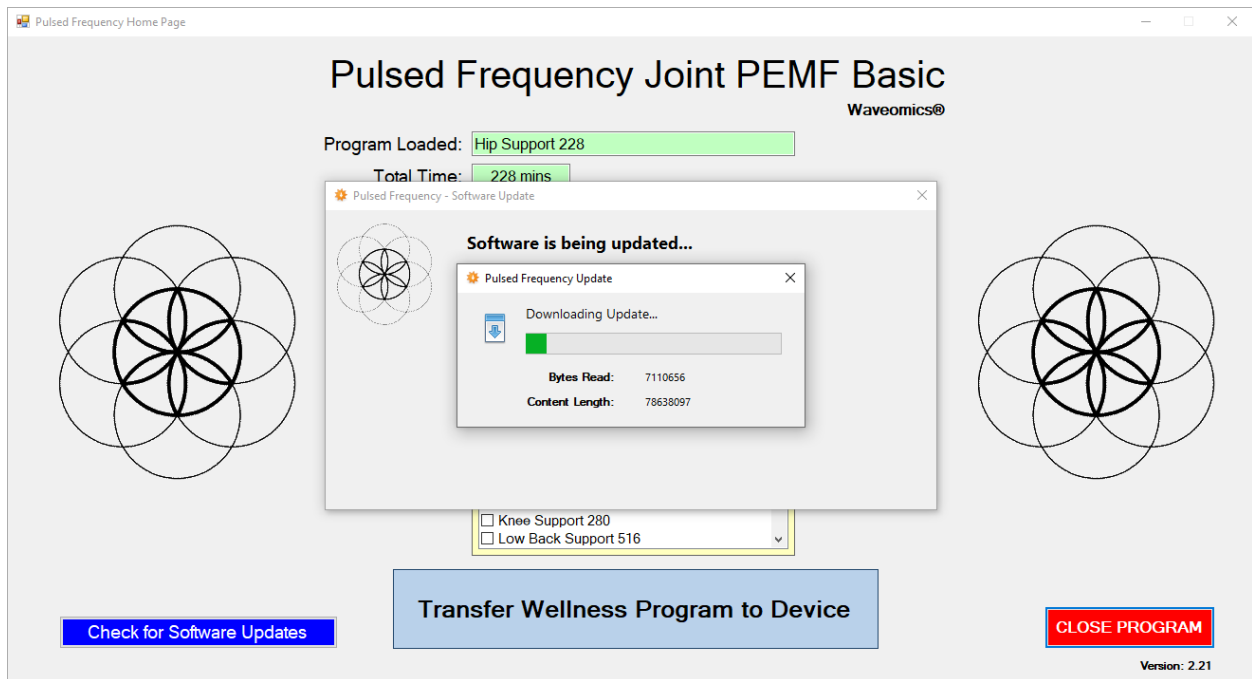 Pulsed Frequency Home Page
Pulsed Frequency Joint PEMF Basic
Waveomics®
Program Loaded: Hip Support 228
Total Time: 228 mins
Pulsed Frequency - Software Update
Software is being updated...
Pulsed Frequency Update
Downloading Update...
Bytes Read: 7110656
Content Length: 78638097
Knee Support 280
Low Back Support 516
Transfer Wellness Program to Device
Check for Software Updates
CLOSE PROGRAM
Version: 2.21